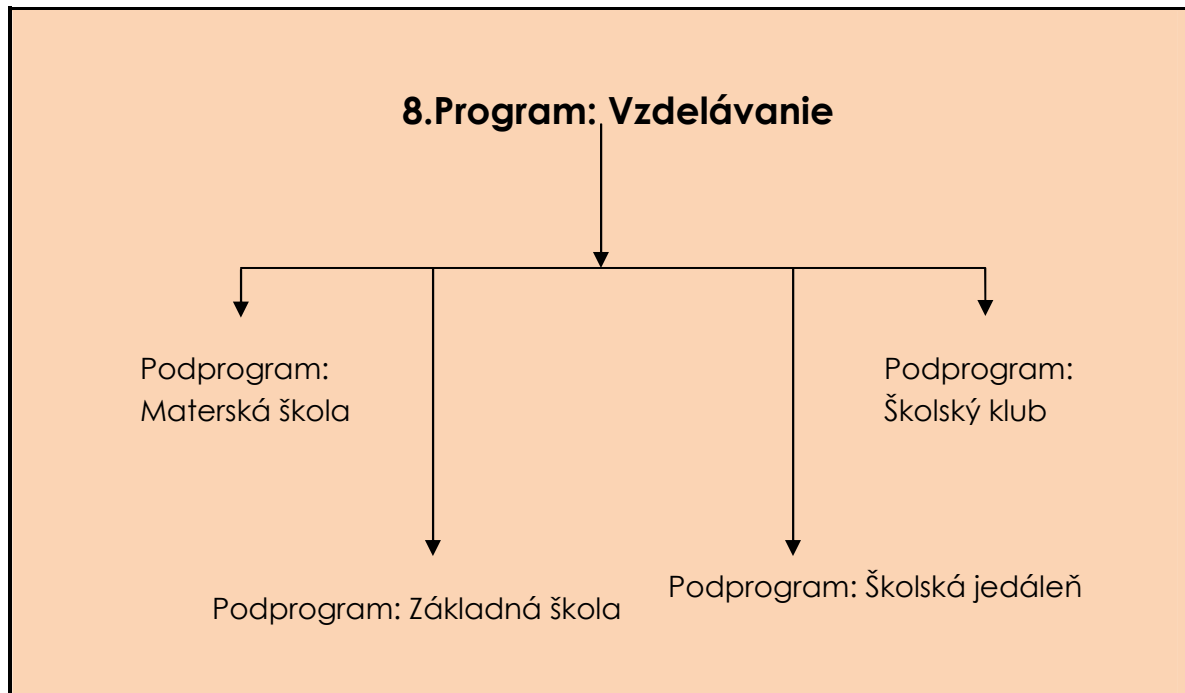 8.Program: Vzdelávanie
Podprogram:
Materská škola
Podprogram:
Školský klub
Podprogram: Základná škola
Podprogram: Školská jedáleň